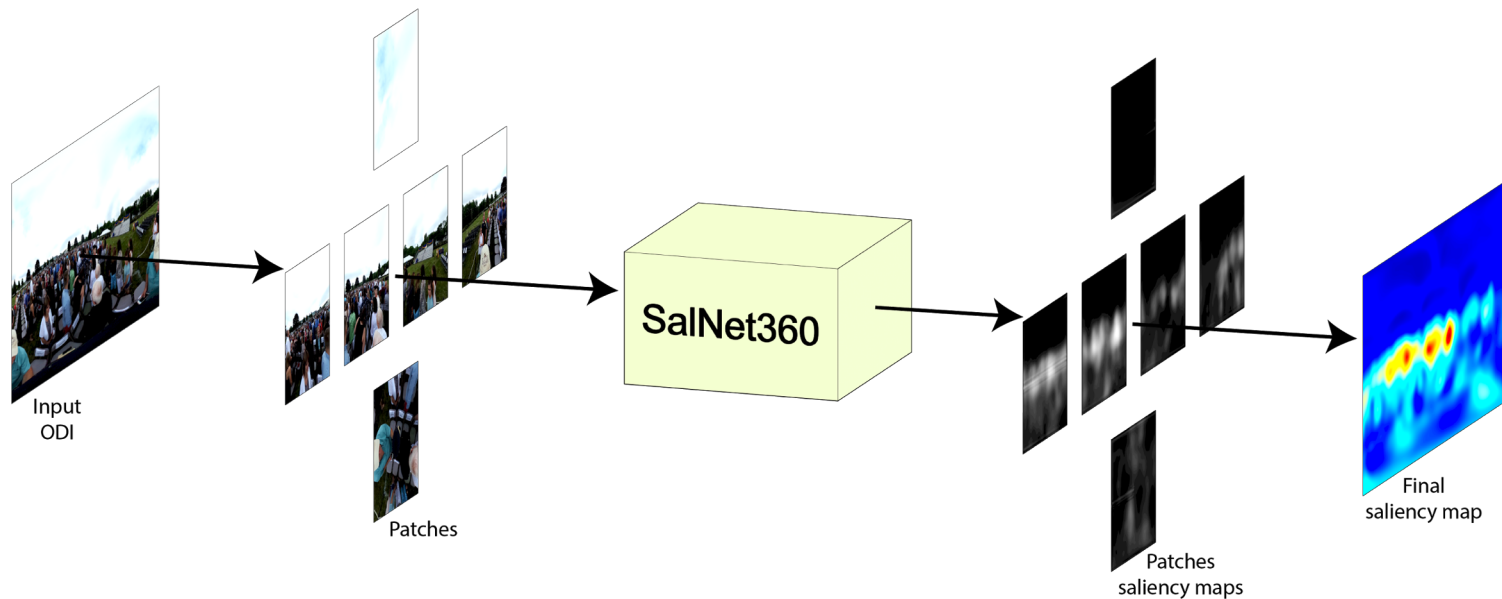 Input
ODI
Patches
SalNet360
Patches
saliency maps
Final
saliency map